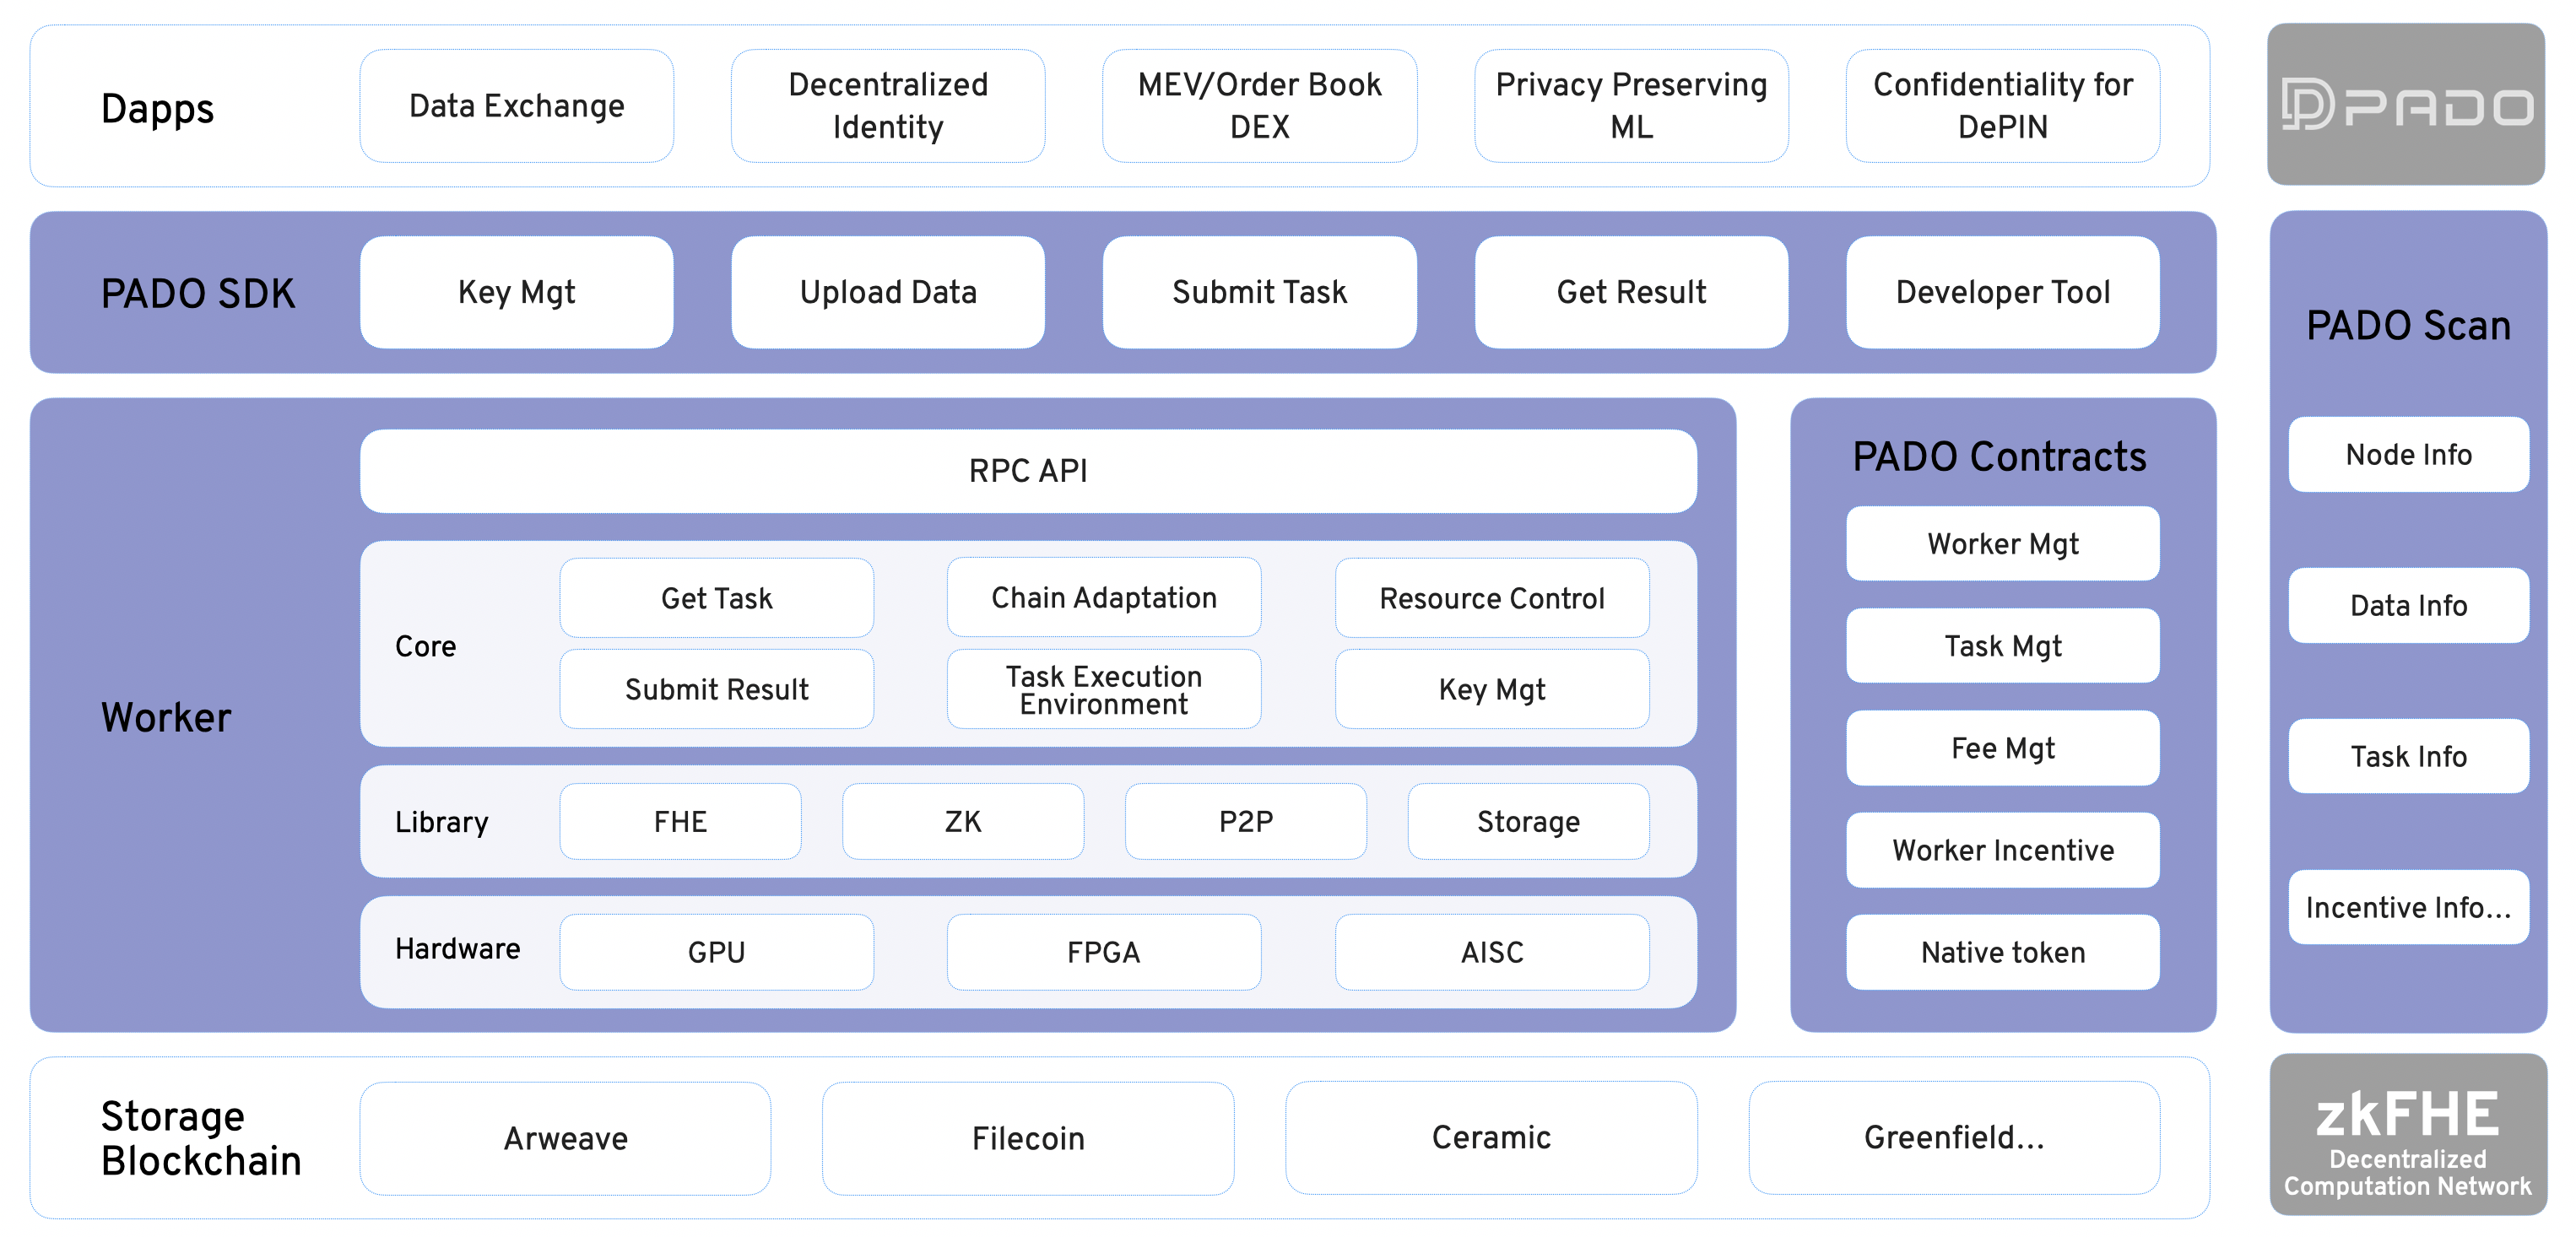 Dapps
Data Exchange
Decentralized
Identity
MEV/Order Book
DEX
Privacy Preserving
ML
Confidentiality for
DePIN
PADO
PADO SDK
Key Mgt
Upload Data
Submit Task
Get Result
Developer Tool
Worker
RPC API
Core
Get Task
Chain Adaptation
Resource Control
Submit Result
Task Execution
Environment
Key Mgt
Library
FHE
ZK
P2P
Storage
Hardware
GPU
FPGA
AISC
PADO Contracts
Worker Mgt
Task Mgt
Fee Mgt
Worker Incentive
Native token
PADO Scan
Node Info
Data Info
Task Info
Incentive Info...
Storage
Blockchain
Arweave
Filecoin
Ceramic
Greenfield...
zkFHE
Decentralized
Computation Network